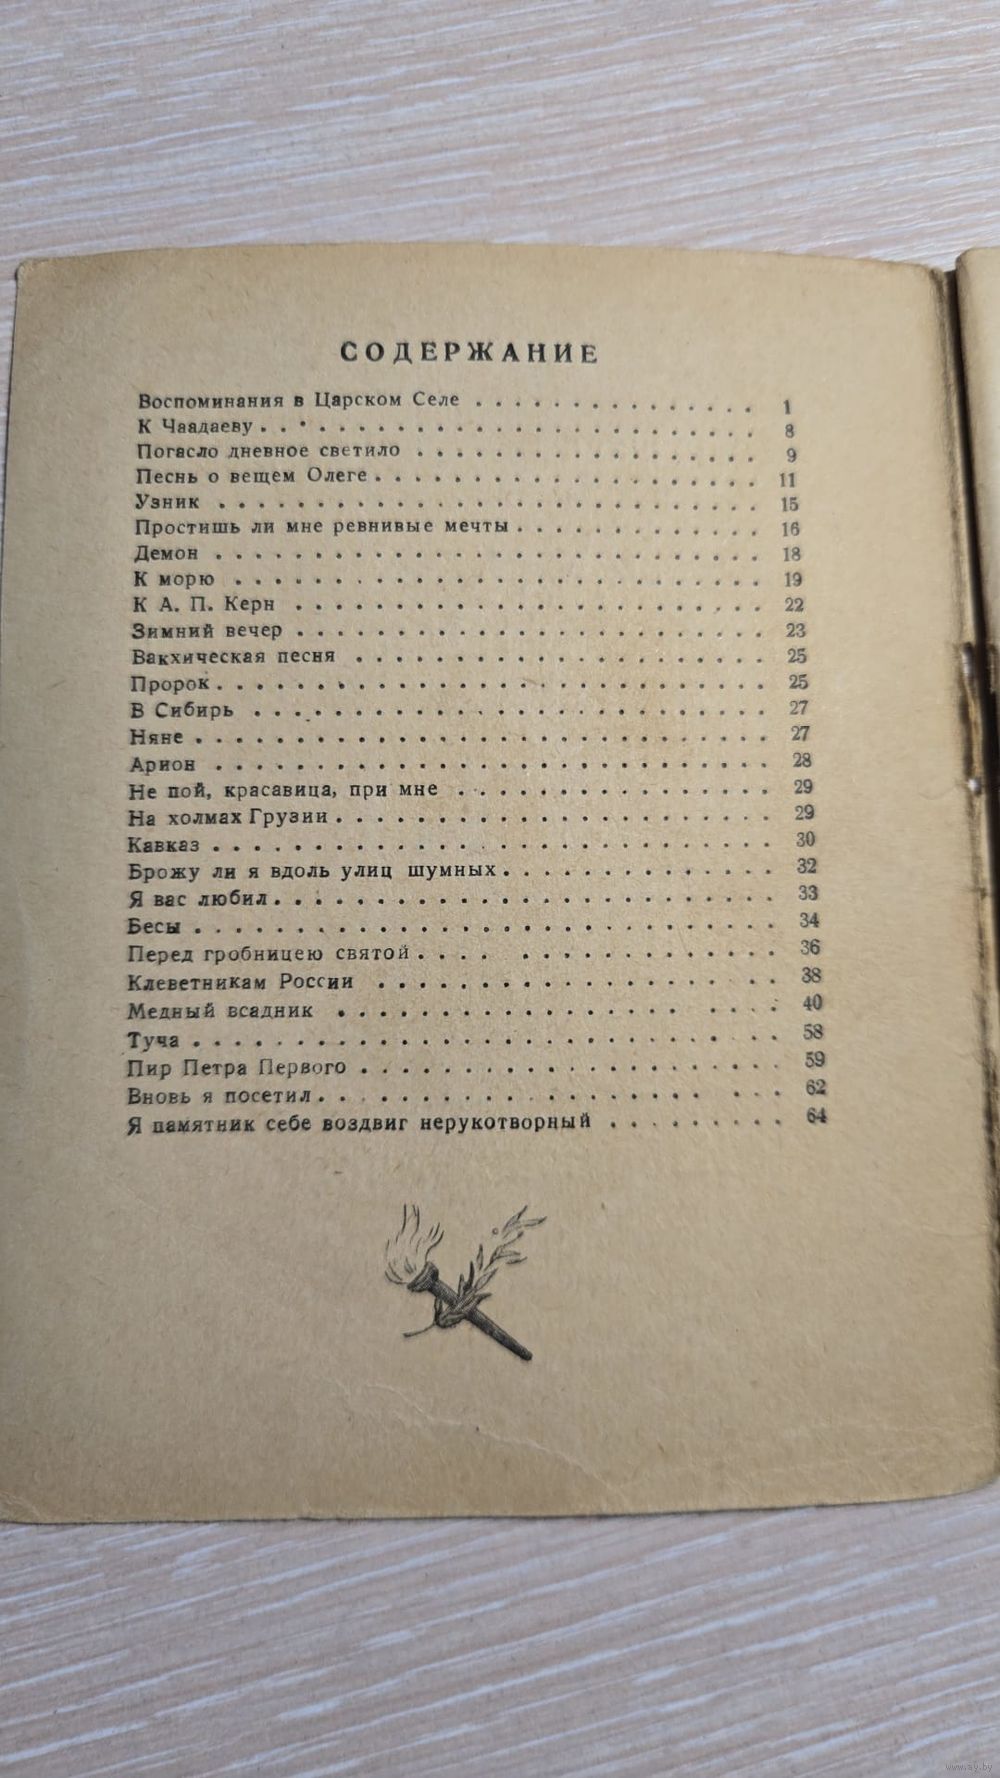 СОДЕРЖАНИЕ
Воспоминания в Царском Селе . . . . . . . . . . . . . . . 1
К Чаадаеву . . . . . . . . . . . . . . . . . . . . . . . . . 8
Погасло дневное светило . . . . . . . . . . . . . . . . . . 9
Песнь о вещем Олеге . . . . . . . . . . . . . . . . . . . . 11
Узник . . . . . . . . . . . . . . . . . . . . . . . . . . . . 15
Простишь ли мне ревнивые мечты . . . . . . . . . . . . . 16
Демон . . . . . . . . . . . . . . . . . . . . . . . . . . . . 18
К морю . . . . . . . . . . . . . . . . . . . . . . . . . . . 19
К А. П. Керн . . . . . . . . . . . . . . . . . . . . . . . . 22
Зимний вечер . . . . . . . . . . . . . . . . . . . . . . . . 23
Вакхическая песня . . . . . . . . . . . . . . . . . . . . . 25
Пророк . . . . . . . . . . . . . . . . . . . . . . . . . . . . 25
В Сибирь . . . . . . . . . . . . . . . . . . . . . . . . . . 27
Няне . . . . . . . . . . . . . . . . . . . . . . . . . . . . . 27
Арион . . . . . . . . . . . . . . . . . . . . . . . . . . . . 28
Не пой, красавица, при мне . . . . . . . . . . . . . . . . 29
На холмах Грузии . . . . . . . . . . . . . . . . . . . . . . 29
Кавказ . . . . . . . . . . . . . . . . . . . . . . . . . . . . 30
Брожу ли я вдоль улиц шумных . . . . . . . . . . . . . . 32
Я вас любил . . . . . . . . . . . . . . . . . . . . . . . . . 33
Бесы . . . . . . . . . . . . . . . . . . . . . . . . . . . . . 34
Перед гробницею святой . . . . . . . . . . . . . . . . . 36
Клеветникам России . . . . . . . . . . . . . . . . . . . 38
Медный всадник . . . . . . . . . . . . . . . . . . . . . 40
Туча . . . . . . . . . . . . . . . . . . . . . . . . . . . . . 58
Пир Петра Первого . . . . . . . . . . . . . . . . . . . . 59
Вновь я посетил . . . . . . . . . . . . . . . . . . . . . 62
Я памятник себе воздвиг нерукотворный . . . . . . . . . 64
www.ay.by